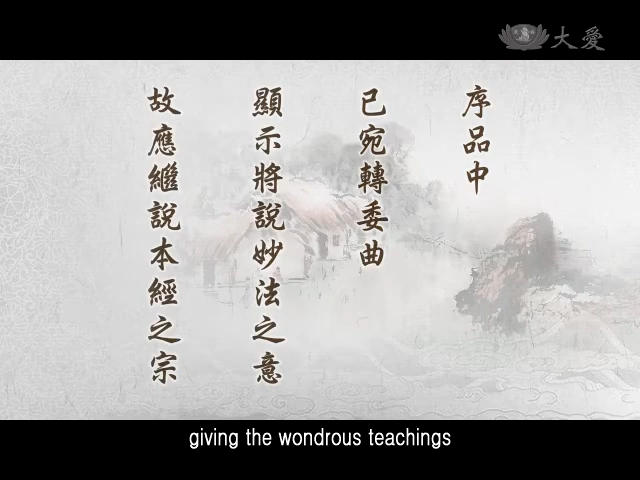 大愛
序品中
已宛轉委曲
顯示將說妙法之意
故應繼說本經之宗
giving the wondrous teachings